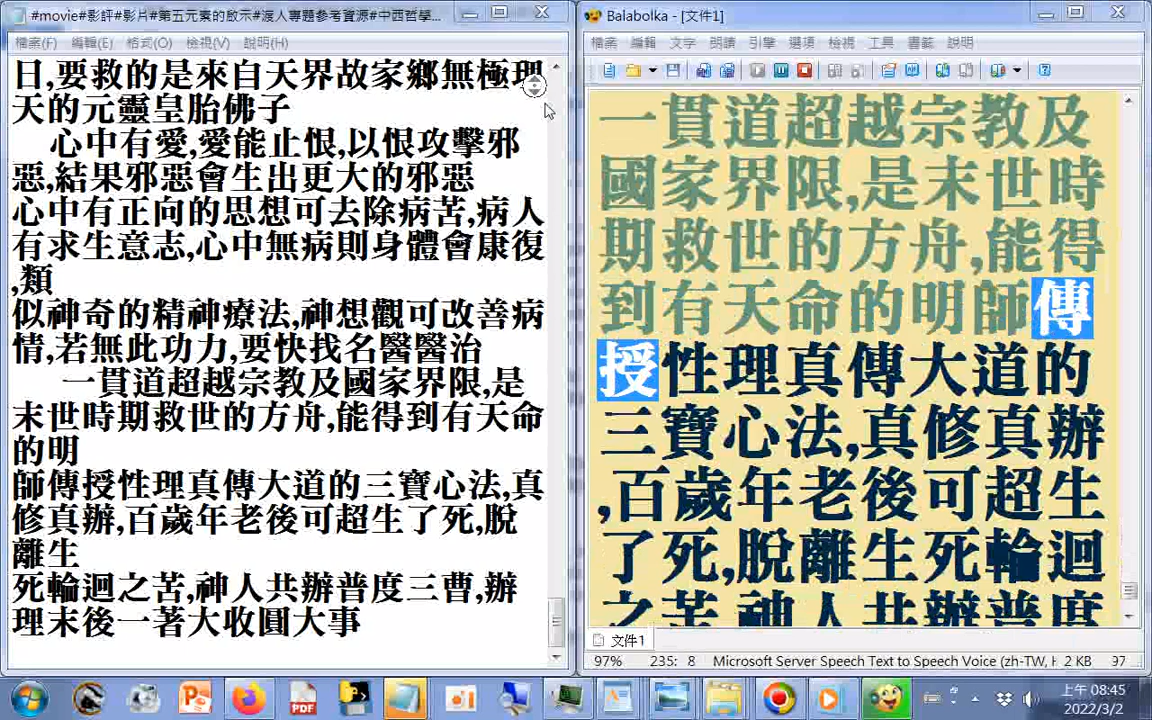 #movie#影評#影片#第五元素的啟示#渡人專題參考資源#中西哲學...
檔案(F) 編輯(E) 格式(O) 檢視(V) 說明(H)
日,要救的是來自天界故家鄉無極理
天的元靈皇胎佛子
心中有愛,愛能止恨,以恨攻擊邪
惡,結果邪惡會生出更大的邪惡
心中有正向的思想可去除病苦,病人
有求生意志,心中無病則身體會康復
,類
似神奇的精神療法,神想觀可改善病
情,若無此功力,要快找名醫醫治
一貫道超越宗教及國家界限,是
末世時期救世的方舟,能得到有天命
的明
師傳授性理真傳大道的三寶心法,真
修真辦,百歲年老後可超生了死,脫
離生
死輪迴之苦,神人共辦普度三曹,辦
理末後一著大收圓大事
Balabolka - [文件1]
檔案 編輯 文字 朗讀 引擎 選項 檢視 工具 書籤 說明
一貫道超越宗教及
國家界限,是末世時
期救世的方舟,能得
到有天命的明師傳
授性理真傳大道的
三寶心法,真修真辦
,百歲年老後可超生
了死,脫離生死輪迴
之苦,神人共辦普度
文件1
97% 235: 8 Microsoft Server Speech Text to Speech Voice (zh-TW, H 2 KB 97
上午 08:45
2022/3/2